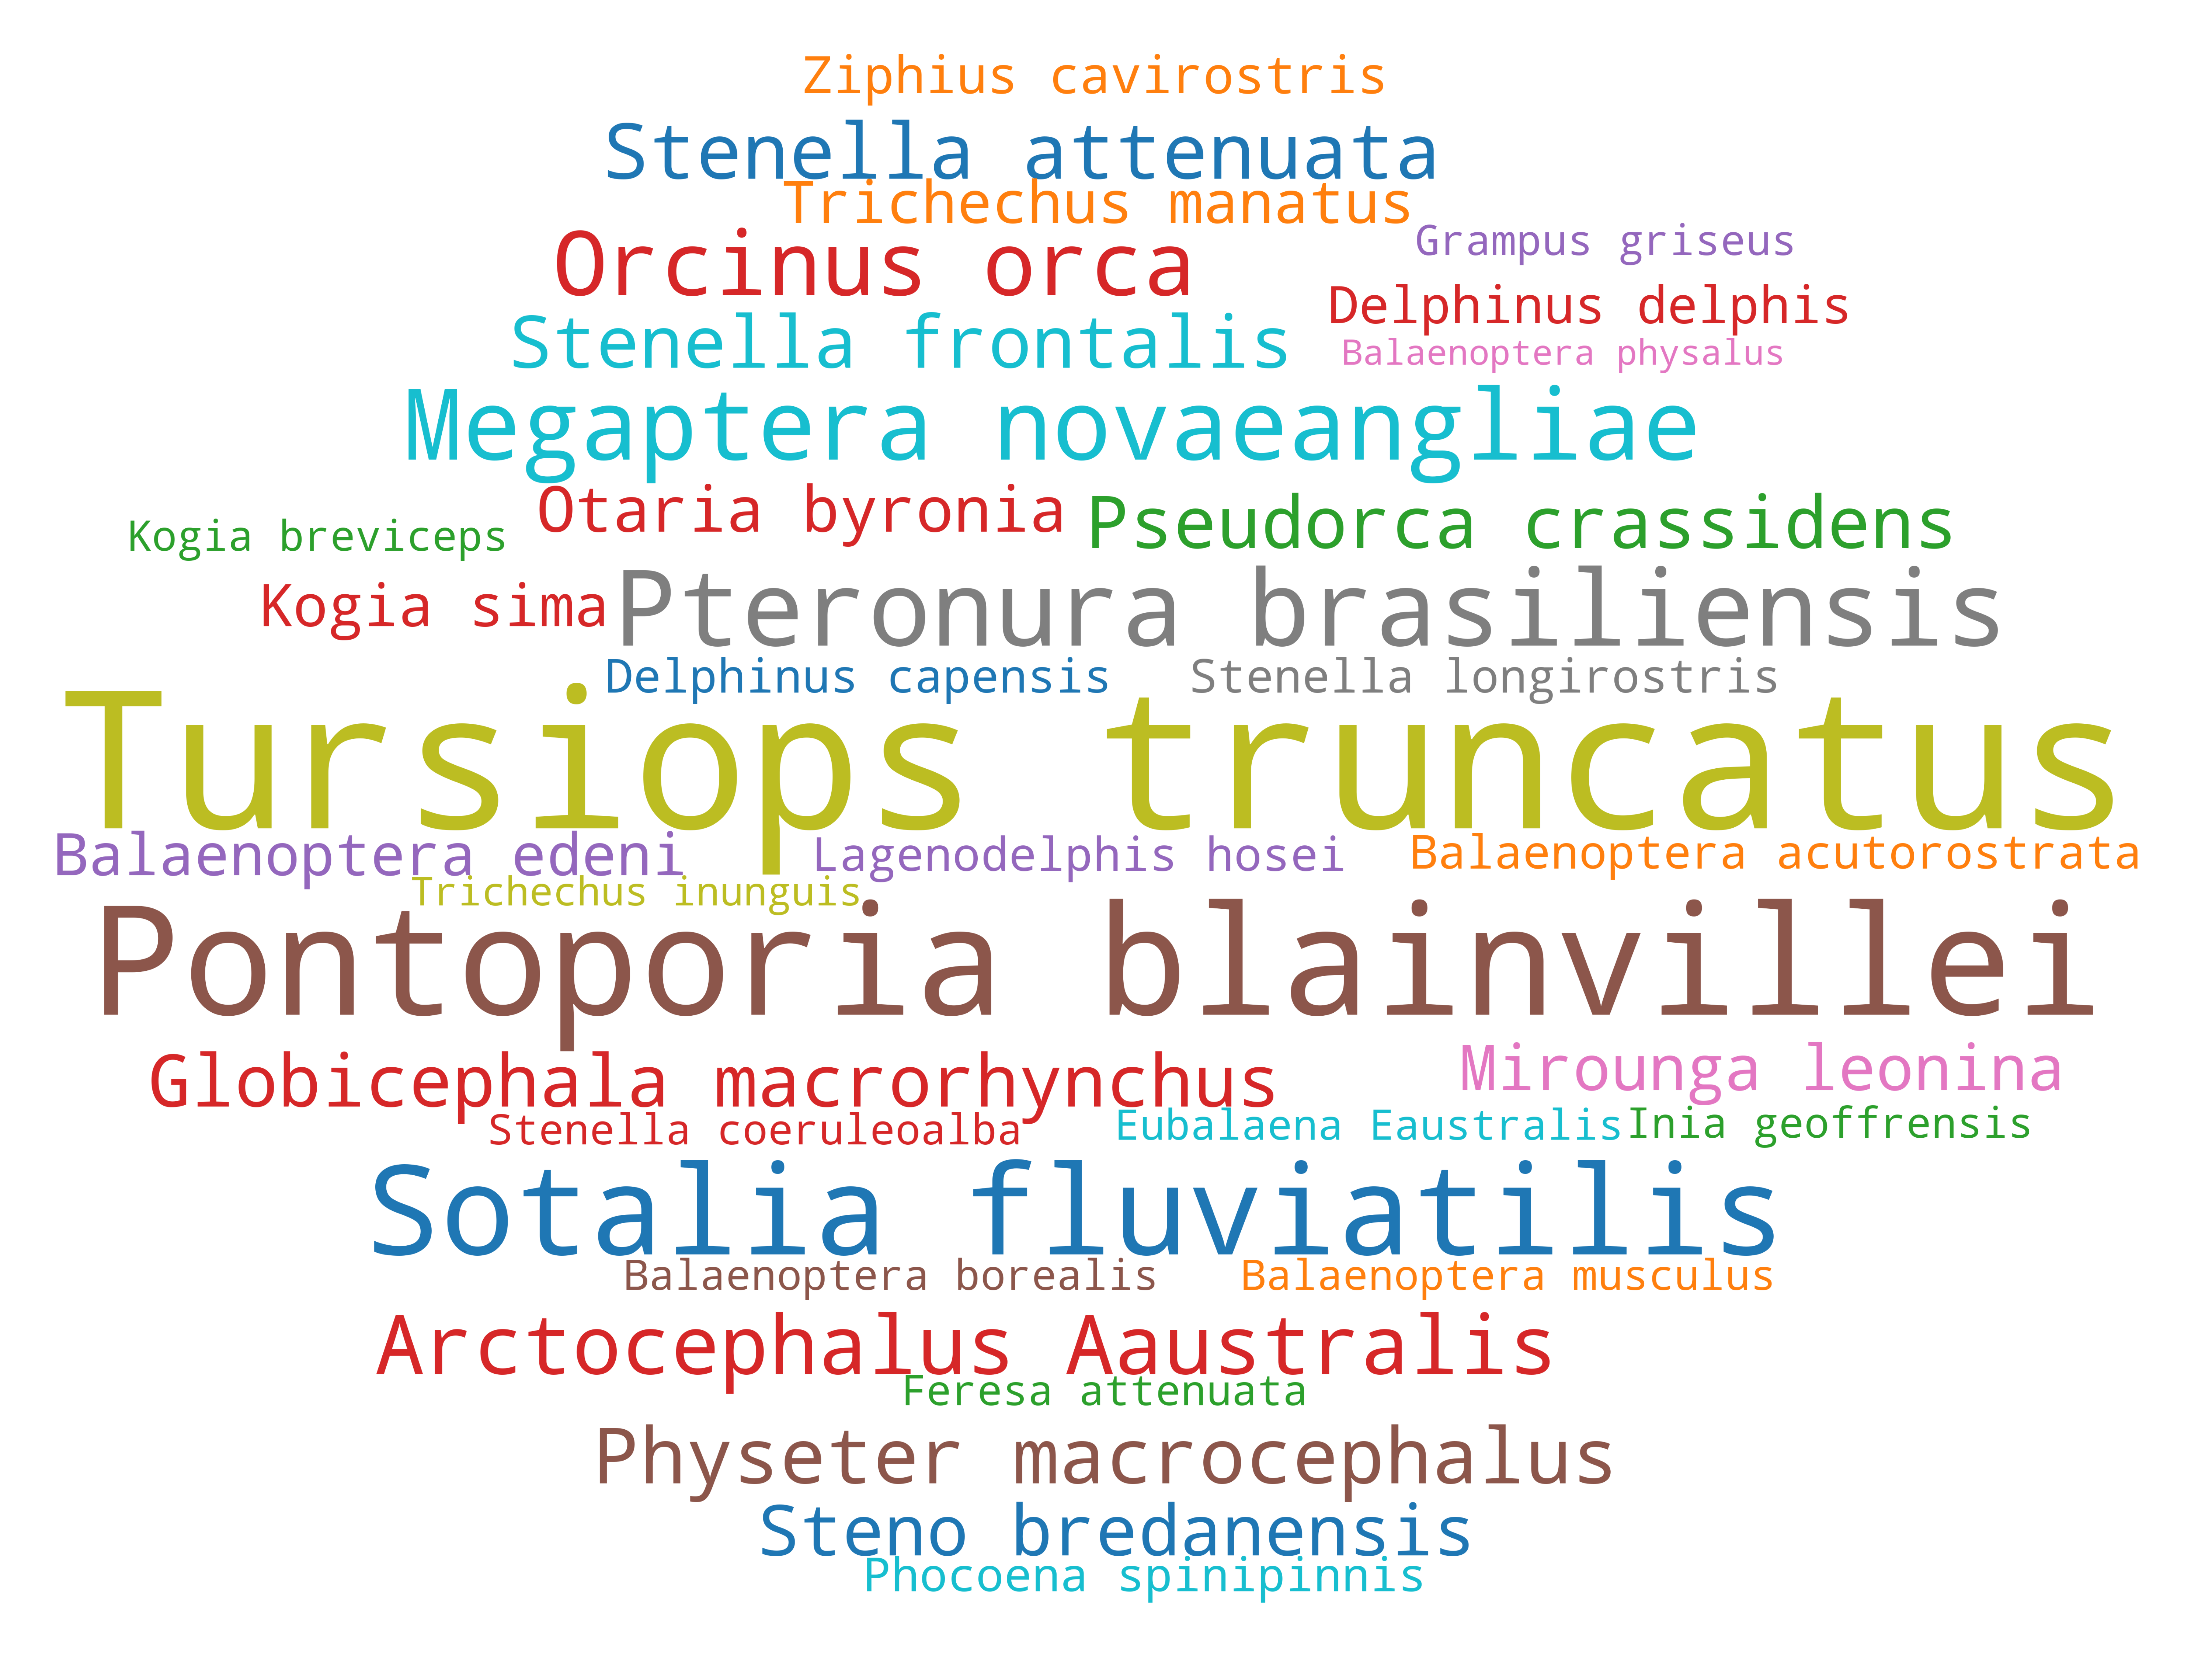 Ziphius cavirostris
Stenella attenuata
Trichechus manatus
Grampus griseus
Orcinus orca
Delphinus delphis
Stenella frontalis
Balaenoptera physalus
Megaptera novaeangliae
Otaria byronia
Pseudorca crassidens
Kogia breviceps
Kogia sima
Pteronura brasiliensis
Delphinus capensis
Stenella longirostris
Tursiops truncatus
Balaenoptera edeni
Lagenodelphis hosei
Balaenoptera acutorostrata
Trichechus inunguis
Pontoporia blainvillei
Globicephala macrorhynchus
Mirounga leonina
Stenella coeruleoalba
Eubalaena Eaustralis
Inia geoffrensis
Sotalia fluviatilis
Balaenoptera borealis
Balaenoptera musculus
Arctocephalus Aaustralis
Feresa attenuata
Physeter macrocephalus
Steno bredanensis
Phocoena spinipinnis